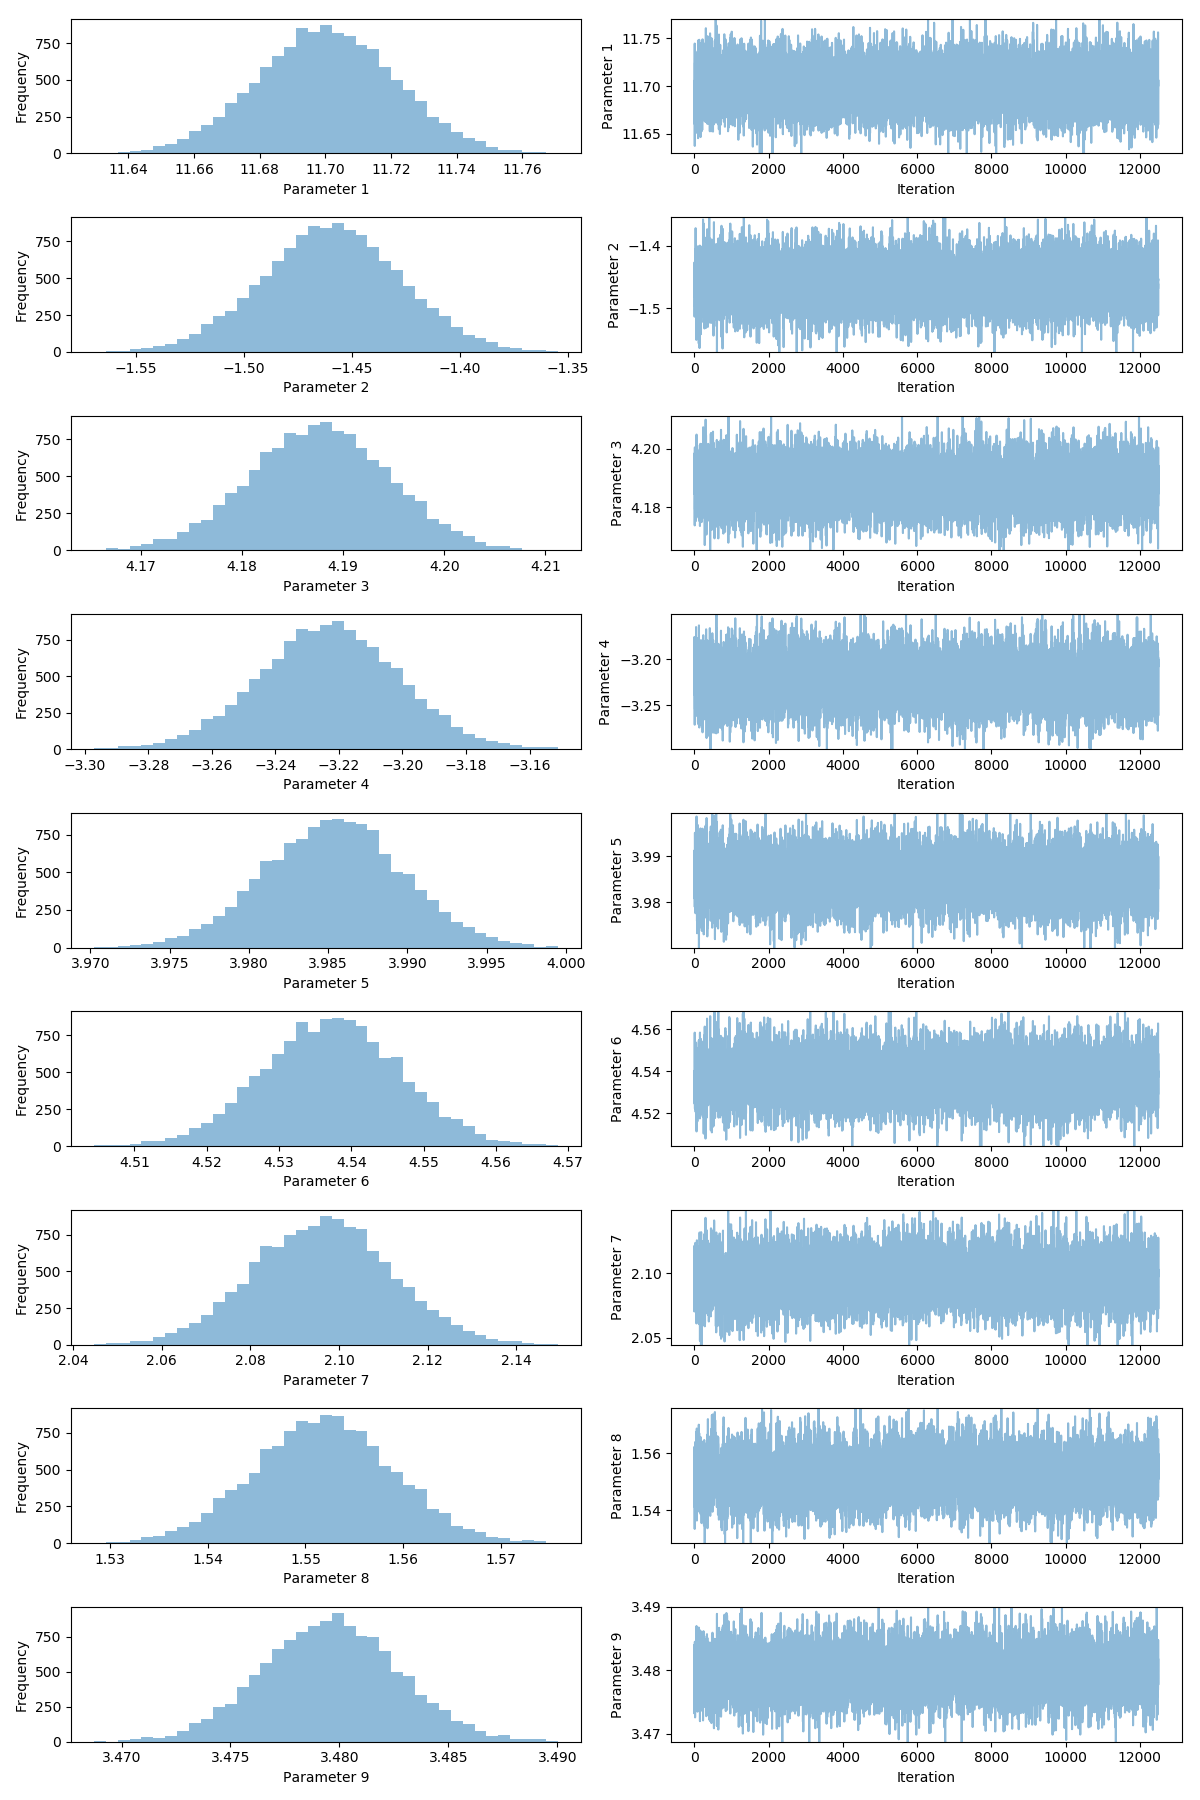 750
500
250
0
Frequency
11.64 11.66 11.68 11.70 11.72 11.74 11.76
Parameter 1
11.75
11.70
11.65
Parameter 1
0 2000 4000 6000 8000 10000 12000
Iteration
750
500
250
0
Frequency
−1.55 −1.50 −1.45 −1.40 −1.35
Parameter 2
−1.4
−1.5
Parameter 2
0 2000 4000 6000 8000 10000 12000
Iteration
750
500
250
0
Frequency
4.17 4.18 4.19 4.20 4.21
Parameter 3
4.20
4.18
Parameter 3
0 2000 4000 6000 8000 10000 12000
Iteration
750
500
250
0
Frequency
−3.30 −3.28 −3.26 −3.24 −3.22 −3.20 −3.18 −3.16
Parameter 4
−3.20
−3.25
Parameter 4
0 2000 4000 6000 8000 10000 12000
Iteration
750
500
250
0
Frequency
3.970 3.975 3.980 3.985 3.990 3.995 4.000
Parameter 5
3.99
3.98
Parameter 5
0 2000 4000 6000 8000 10000 12000
Iteration
750
500
250
0
Frequency
4.51 4.52 4.53 4.54 4.55 4.56 4.57
Parameter 6
4.56
4.54
4.52
Parameter 6
0 2000 4000 6000 8000 10000 12000
Iteration
750
500
250
0
Frequency
2.04 2.06 2.08 2.10 2.12 2.14
Parameter 7
2.10
2.05
Parameter 7
0 2000 4000 6000 8000 10000 12000
Iteration
750
500
250
0
Frequency
1.53 1.54 1.55 1.56 1.57
Parameter 8
1.56
1.54
Parameter 8
0 2000 4000 6000 8000 10000 12000
Iteration
750
500
250
0
Frequency
3.470 3.475 3.480 3.485 3.490
Parameter 9
3.49
3.48
3.47
Parameter 9
0 2000 4000 6000 8000 10000 12000
Iteration